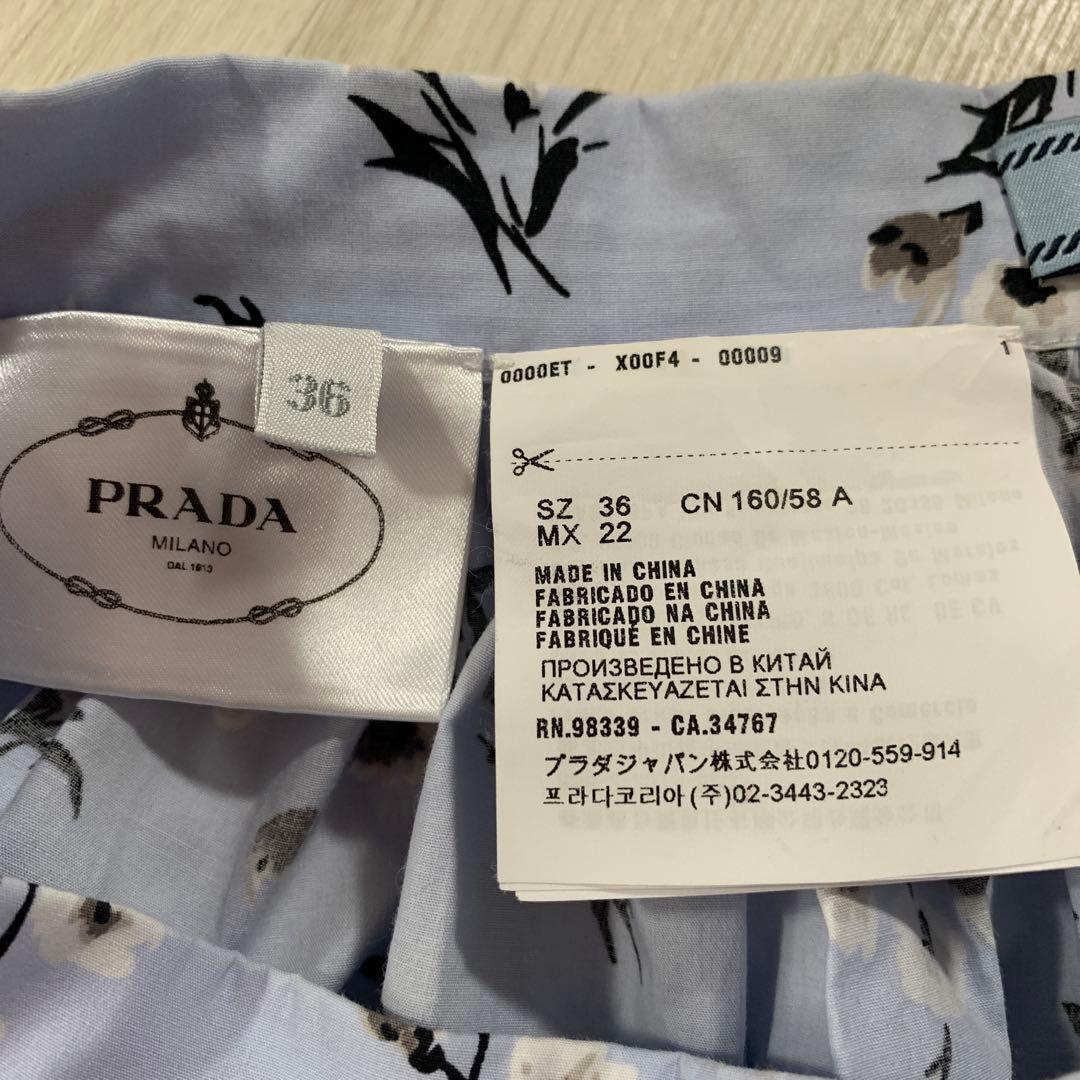 36
PRADA
MILANO
DAL 1913
0000ET - X00F4 - 00009
1
SZ 36 CN 160/58 A
MX 22
MADE IN CHINA
FABRICADO EN CHINA
FABRICADO NA CHINA
FABRIQUÉ EN CHINE
ПРОИЗВЕДЕНО В КИТАЙ
ΚΑΤΑΣΚΕΥΑΖΕΤΑΙ ΣΤΗΝ ΚΙΝΑ
RN.98339 - CA.34767
プラダジャパン株式会社0120-559-914
프라다코리아(주)02-3443-2323